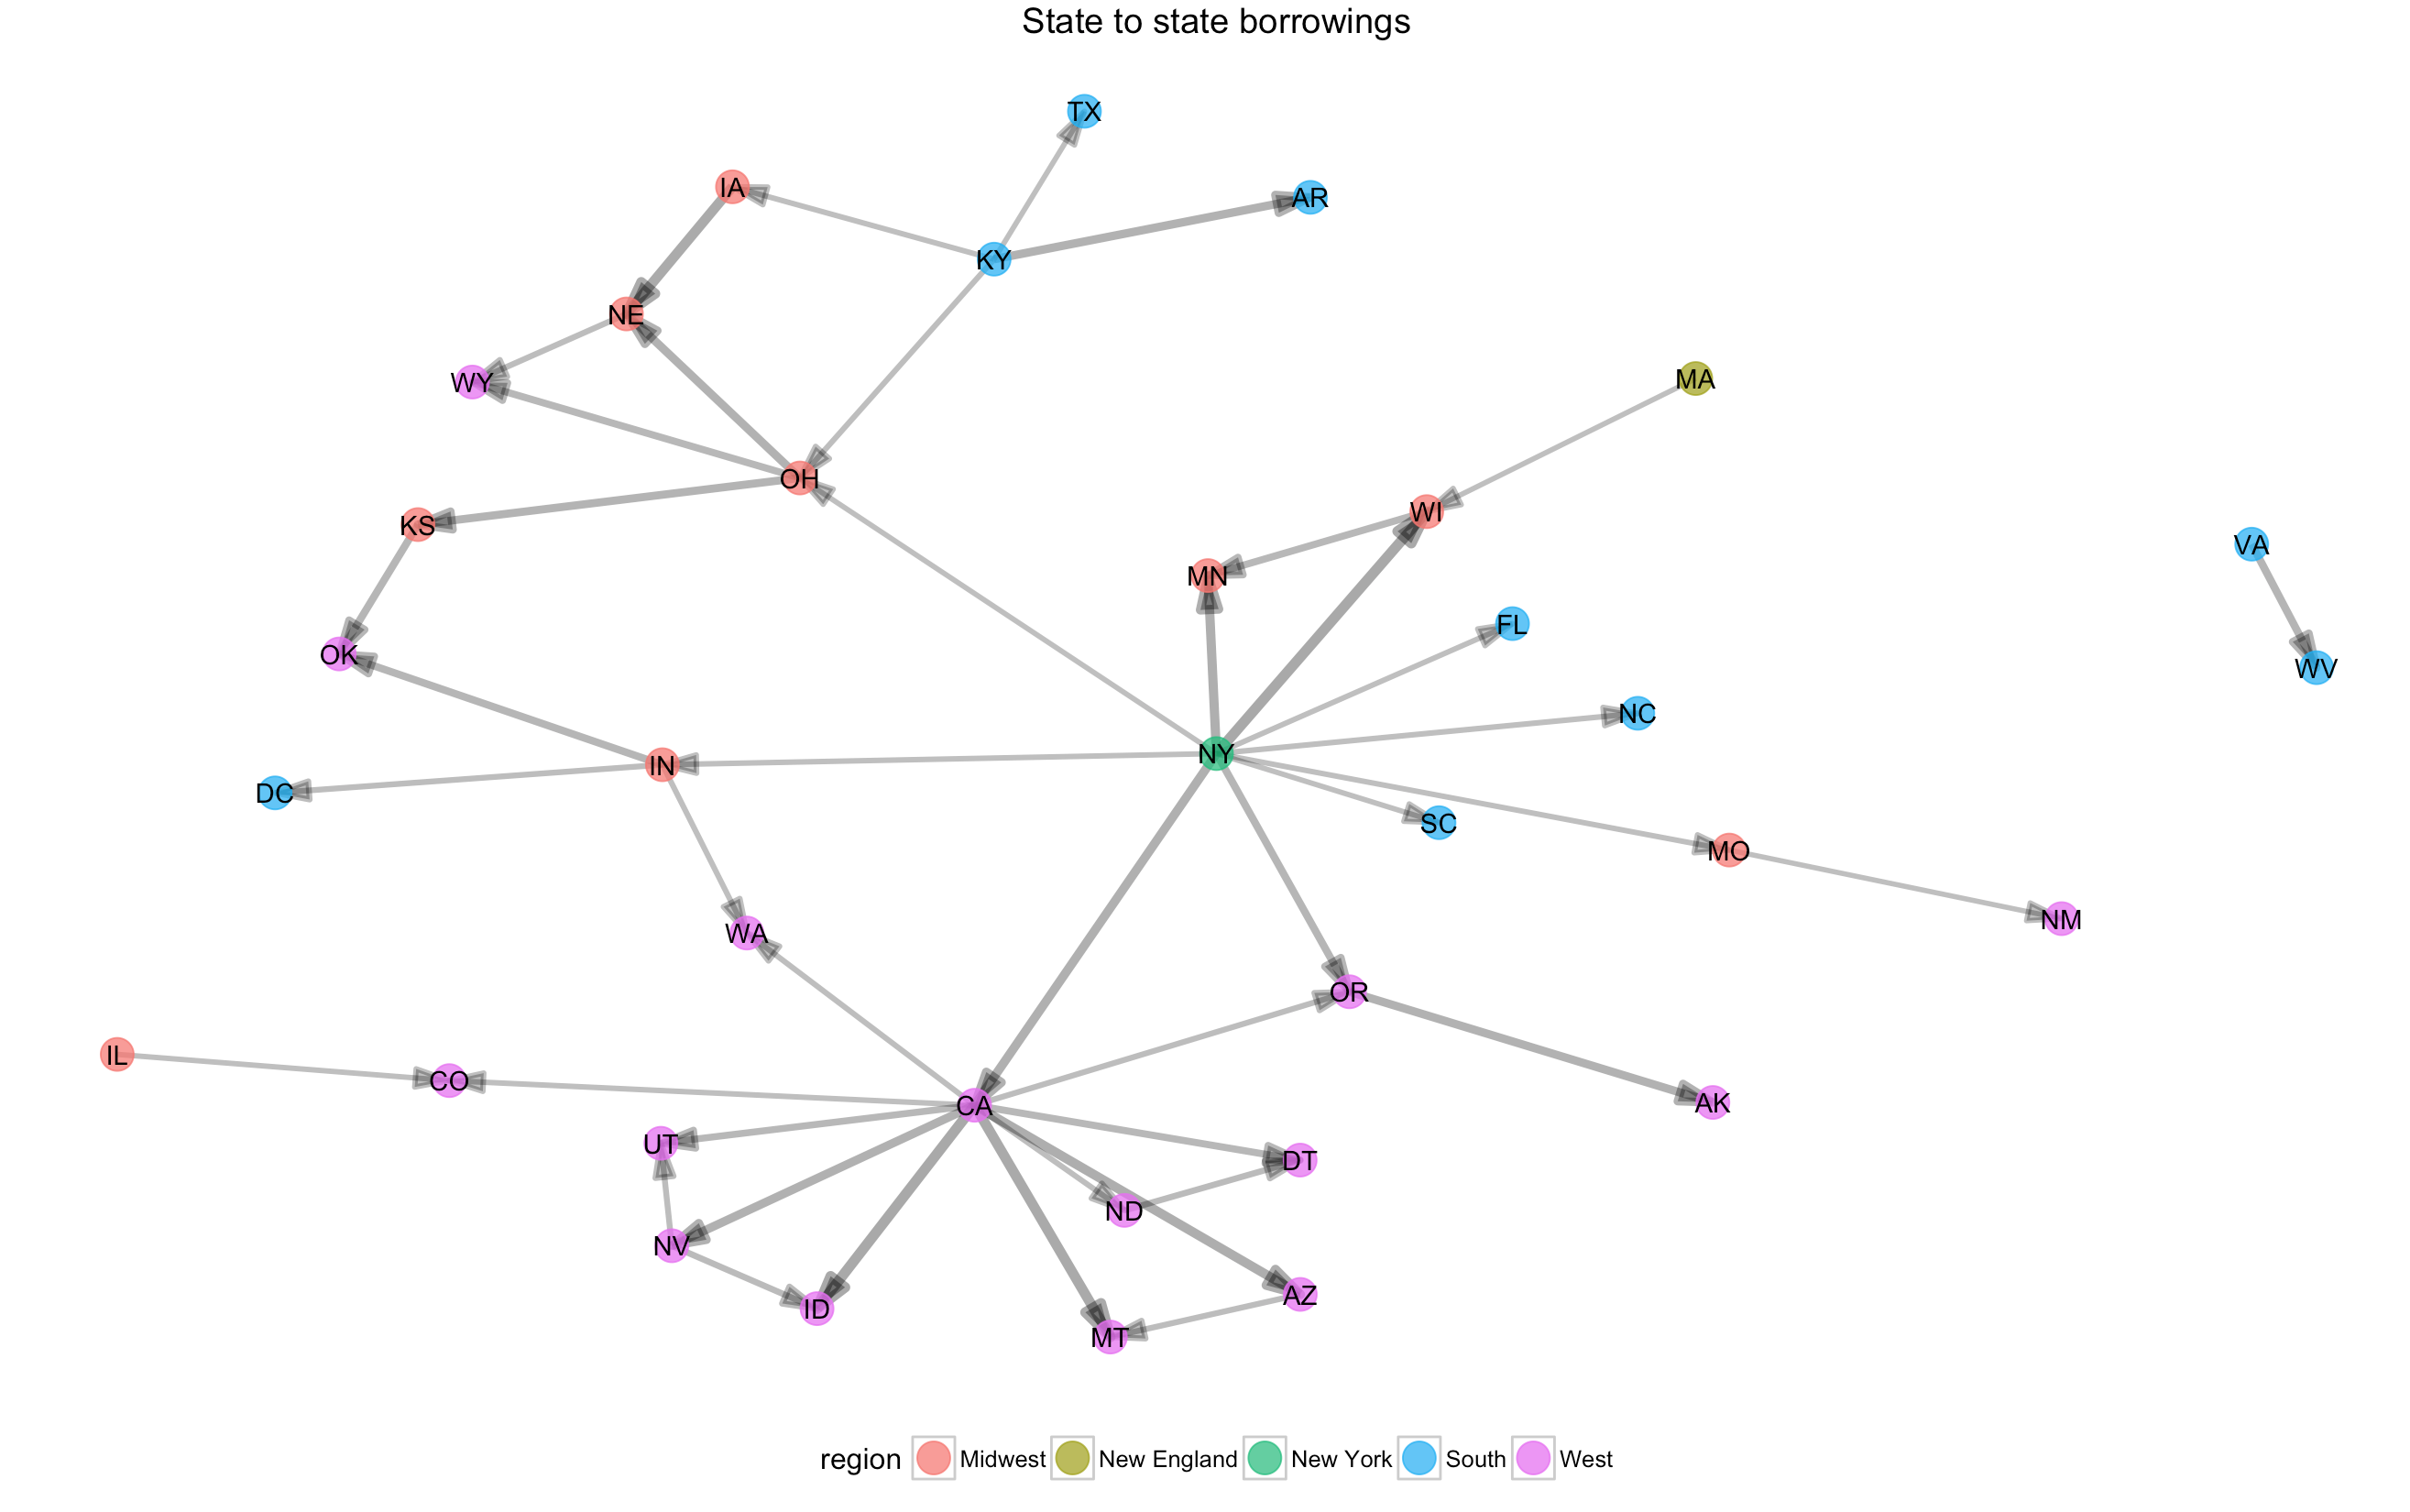 State to state borrowings
TX
IA
AR
KY
NE
WY
MA
OH
WI
KS
VA
MN
FL
OK
WV
NC
NY
IN
DC
SC
MO
NM
WA
OR
IL
CO
CA
AK
UT
DT
ND
NV
AZ
ID
MT
region Midwest New England New York South West